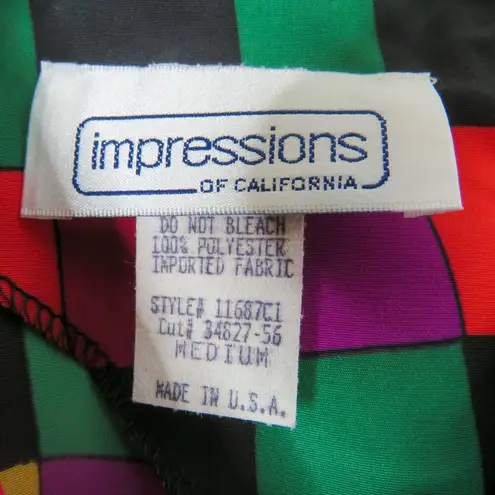 impressions
OF CALIFORNIA
DO NOT BLEACH
100% POLYESTER
IMPORTED FABRIC
STYLE# 11687C1
Cut# 34827-56
MEDIUM
MADE IN U.S.A.